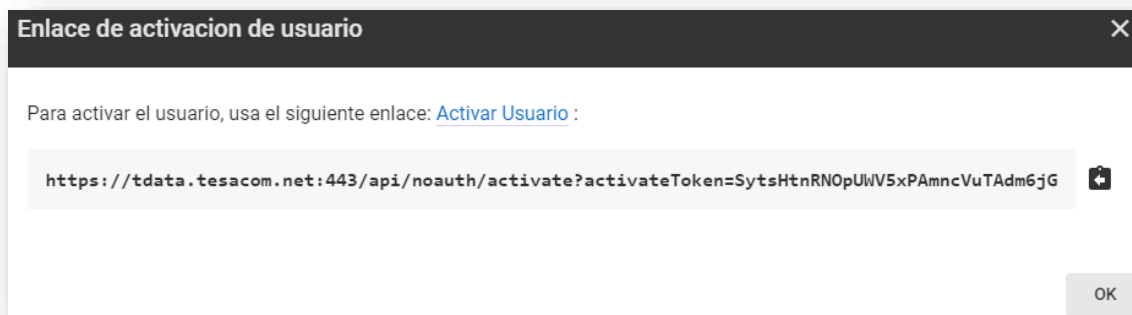 Enlace de activacion de usuario
Para activar el usuario, usa el siguiente enlace: Activar Usuario :
https://tdata.tesacom.net:443/api/noauth/activate?activateToken=SytsHtnRNOpUWV5xPAmncVuTAdm6jG
OK